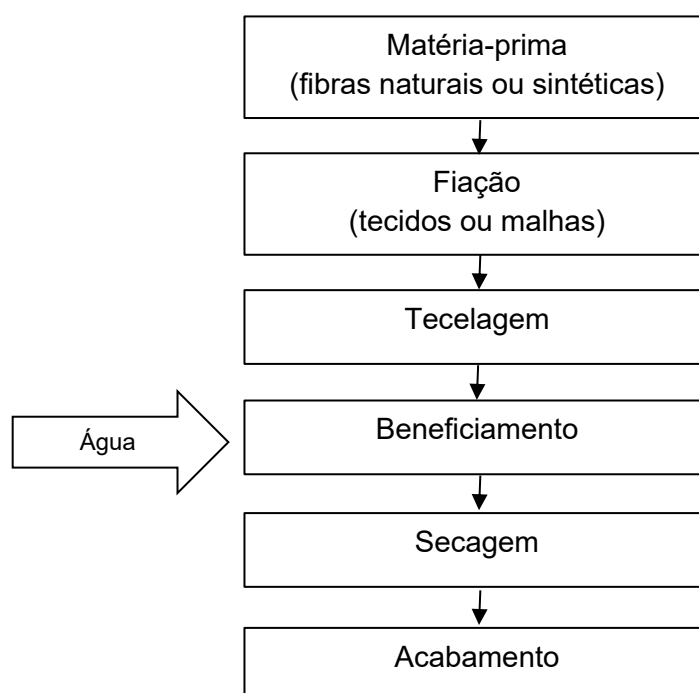 Matéria-prima
(fibras naturais ou sintéticas)
Fiação
(tecidos ou malhas)
Tecelagem
Água
Beneficiamento
Secagem
Acabamento